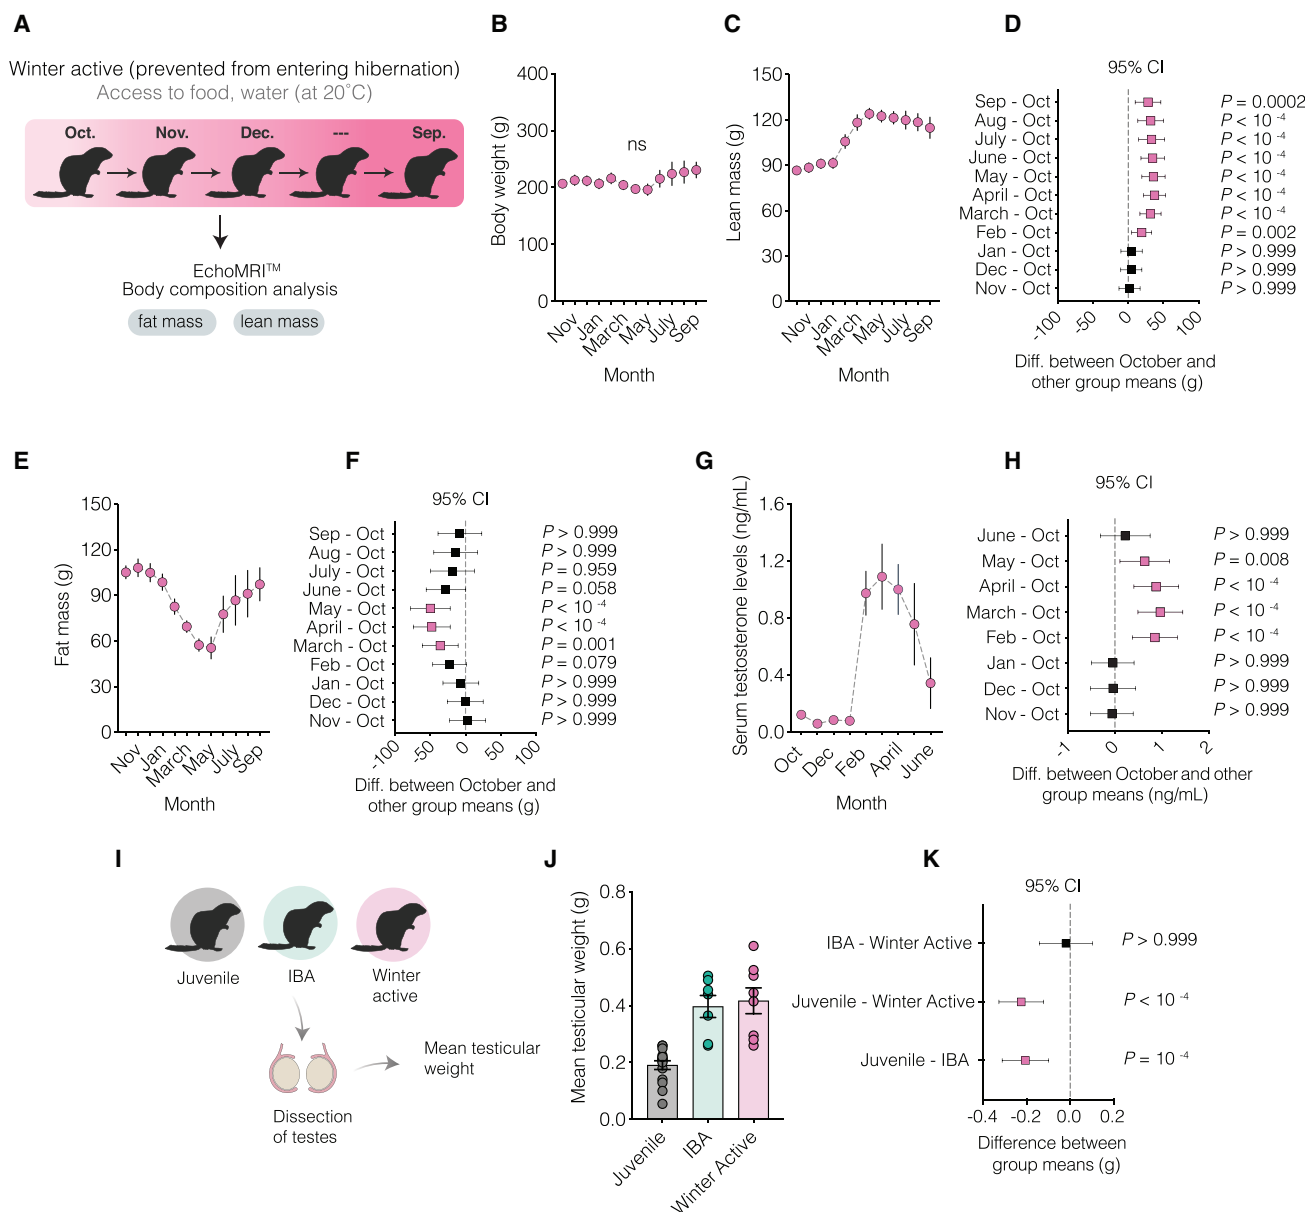 A
Winter active (prevented from entering hibernation)
Access to food, water (at 20˚C)
Oct.
Nov.
Dec.
---
Sep.
EchoMRI™
Body composition analysis
fat mass
lean mass
B
Body weight (g)
400
300
200
100
0
ns
Nov
Jan
March
May
July
Sep
Month
C
Lean mass (g)
150
120
90
60
30
0
Nov
Jan
March
May
July
Sep
Month
D
95% CI
Sep - Oct P = 0.0002
Aug - Oct P < 10 -4
July - Oct P < 10 -4
June - Oct P < 10 -4
May - Oct P < 10 -4
April - Oct P < 10 -4
March - Oct P < 10 -4
Feb - Oct P = 0.002
Jan - Oct P > 0.999
Dec - Oct P > 0.999
Nov - Oct P > 0.999
-100
-50
0
50
100
Diff. between October and
other group means (g)
E
Fat mass (g)
150
120
90
60
30
0
Nov
Jan
March
May
July
Sep
Month
F
95% CI
Sep - Oct P > 0.999
Aug - Oct P > 0.999
July - Oct P = 0.959
June - Oct P = 0.058
May - Oct P < 10 -4
April - Oct P < 10 -4
March - Oct P = 0.001
Feb - Oct P = 0.079
Jan - Oct P > 0.999
Dec - Oct P > 0.999
Nov - Oct P > 0.999
-100
-50
0
50
100
Diff. between October and
other group means (g)
G
Serum testosterone levels (ng/mL)
1.6
1.2
0.8
0.4
0.0
Oct
Dec
Feb
April
June
Month
H
95% CI
June - Oct P > 0.999
May - Oct P = 0.008
April - Oct P < 10 -4
March - Oct P < 10 -4
Feb - Oct P < 10 -4
Jan - Oct P > 0.999
Dec - Oct P > 0.999
Nov - Oct P > 0.999
-1
0
1
2
Diff. between October and other
group means (ng/mL)
I
Juvenile
IBA
Winter
active
Dissection
of testes
Mean testicular
weight
J
Mean testicular weight (g)
0.8
0.6
0.4
0.2
0.0
Juvenile
IBA
Winter Active
K
95% CI
IBA - Winter Active P > 0.999
Juvenile - Winter Active P < 10 -4
Juvenile - IBA P = 10 -4
-0.4
-0.2
0.0
0.2
Difference between
group means (g)